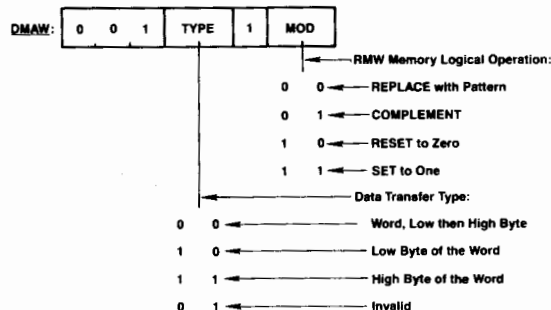 DMAW: 0 0 1 TYPE 1 MOD
RMW Memory Logical Operation:
0 0 REPLACE with Pattern
0 1 COMPLEMENT
1 0 RESET to Zero
1 1 SET to One
Data Transfer Type:
0 0 Word, Low then High Byte
1 0 Low Byte of the Word
1 1 High Byte of the Word
0 1 Invalid